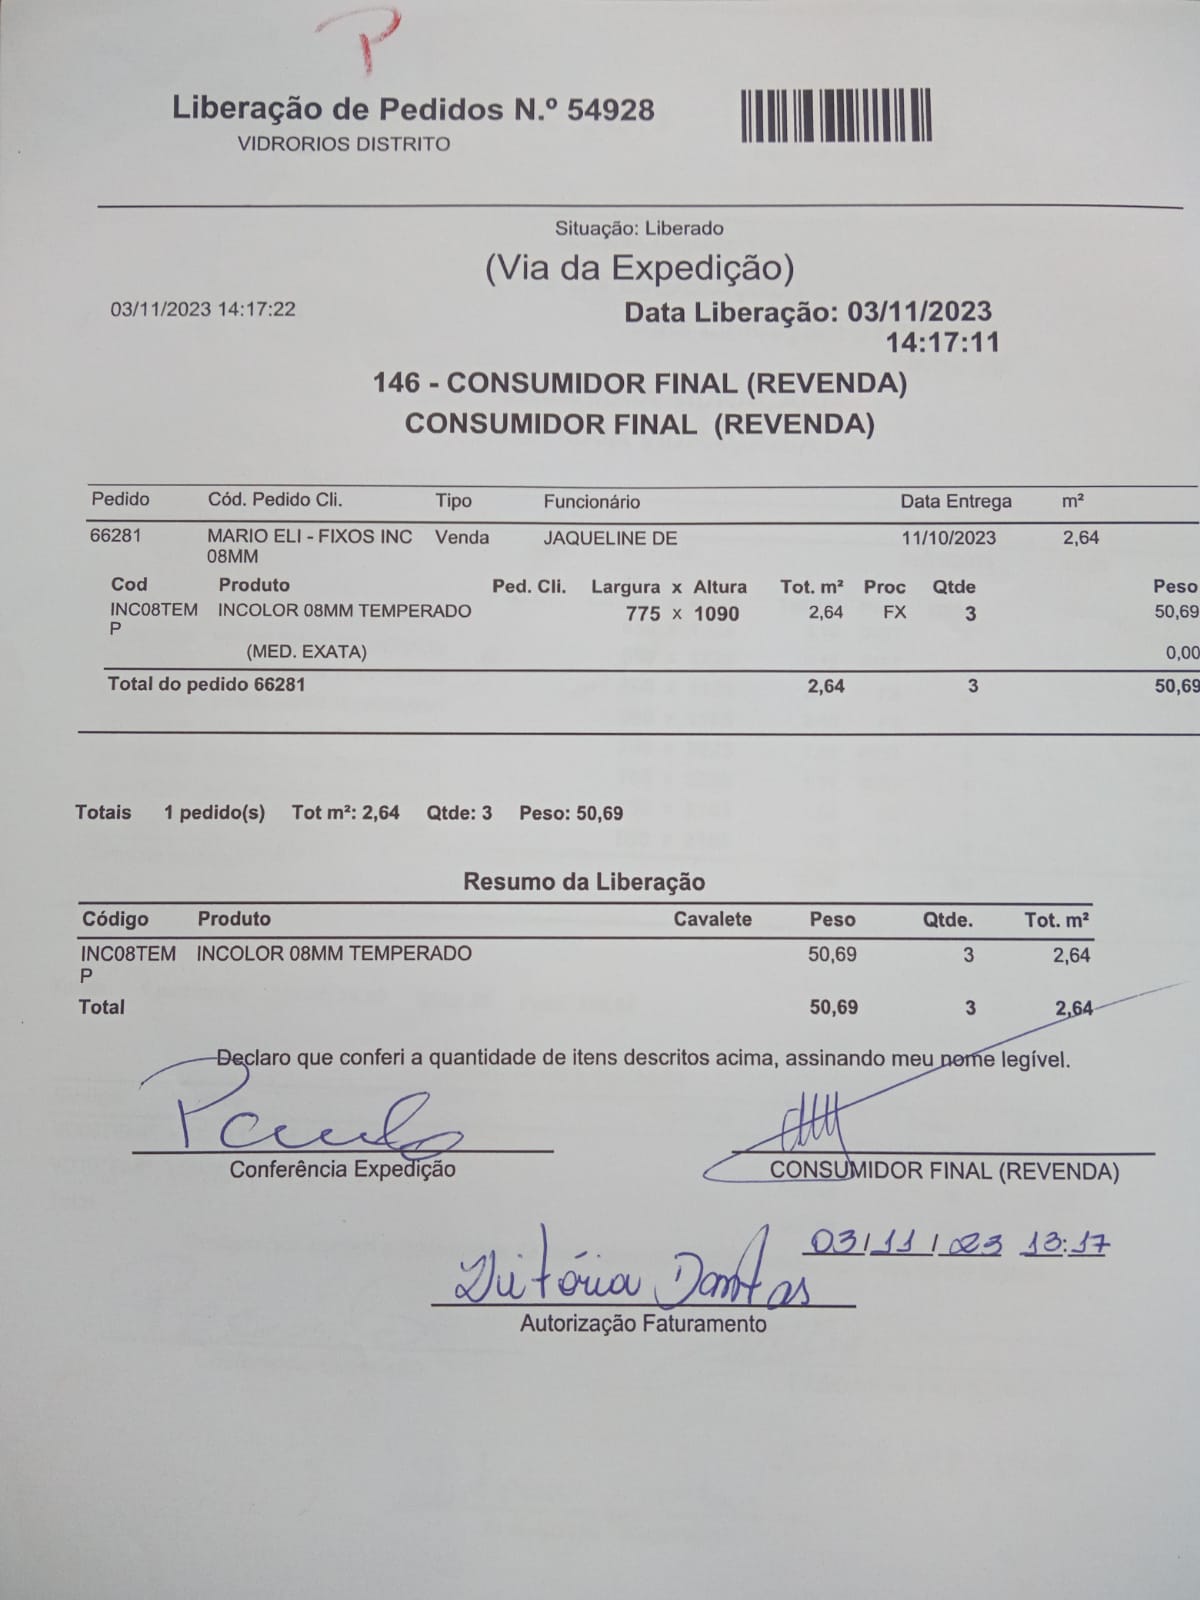 P
Liberação de Pedidos N.º 54928
VIDRORIOS DISTRITO
Situação: Liberado
(Via da Expedição)
03/11/2023 14:17:22
Data Liberação: 03/11/2023
14:17:11
146 - CONSUMIDOR FINAL (REVENDA)
CONSUMIDOR FINAL (REVENDA)
Pedido Cód. Pedido Cli. Tipo Funcionário Data Entrega m²
66281 MARIO ELI - FIXOS INC Venda JAQUELINE DE 11/10/2023 2,64
08MM
Cod Produto Ped. Cli. Largura x Altura Tot. m² Proc Qtde Peso
INC08TEM INCOLOR 08MM TEMPERADO 775 x 1090 2,64 FX 3 50,69
P
(MED. EXATA) 0,00
Total do pedido 66281 2,64 3 50,69
Totais 1 pedido(s) Tot m²: 2,64 Qtde: 3 Peso: 50,69
Resumo da Liberação
Código Produto Cavalete Peso Qtde. Tot. m²
INC08TEM INCOLOR 08MM TEMPERADO 50,69 3 2,64
P
Total 50,69 3 2,64
Declaro que conferi a quantidade de itens descritos acima, assinando meu nome legível.
Paulo
Conferência Expedição CONSUMIDOR FINAL (REVENDA)
03/11/023 13:17
Vitória Dantas
Autorização Faturamento